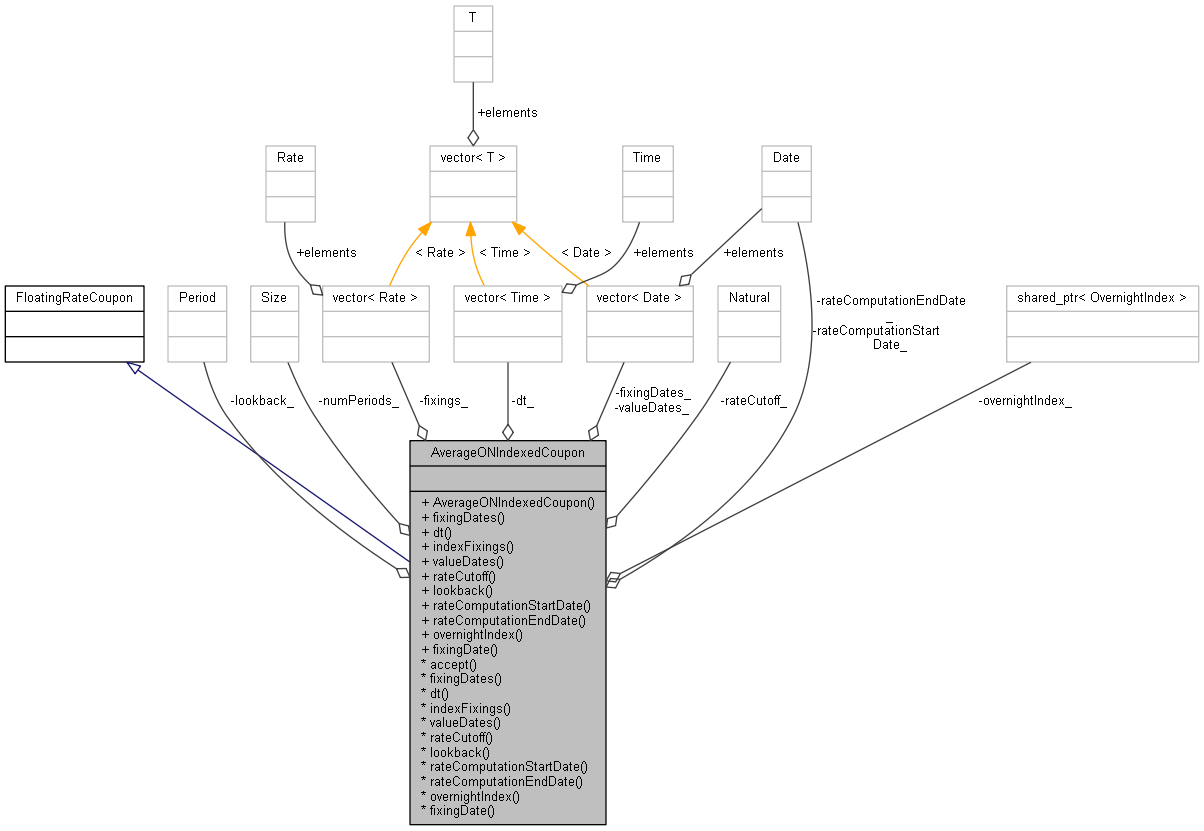 T
+elements
Rate
vector< T >
Time
Date
+elements
< Rate >
< Time >
< Date >
+elements
+elements
FloatingRateCoupon
Period
Size
vector< Rate >
vector< Time >
vector< Date >
Natural
-rateComputationEndDate
_
-rateComputationStart
Date_
shared_ptr< OvernightIndex >
-lookback_
-numPeriods_
-fixings_
-dt_
-fixingDates_
-valueDates_
-rateCutoff_
-overnightIndex_
AverageONIndexedCoupon
+ AverageONIndexedCoupon()
+ fixingDates()
+ dt()
+ indexFixings()
+ valueDates()
+ rateCutoff()
+ lookback()
+ rateComputationStartDate()
+ rateComputationEndDate()
+ overnightIndex()
+ fixingDate()
* accept()
* fixingDates()
* dt()
* indexFixings()
* valueDates()
* rateCutoff()
* lookback()
* rateComputationStartDate()
* rateComputationEndDate()
* overnightIndex()
* fixingDate()